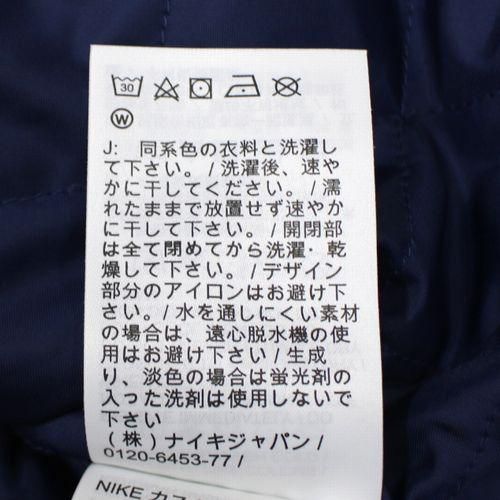 30
W
J: 同系色の衣料と洗濯し
て下さい。/ 洗濯後、速や
かに干してください。/ 濡
れたままで放置せず速やか
に干して下さい。/ 開閉部
は全て閉めてから洗濯・乾
燥して下さい。/ デザイン
部分のアイロンはお避け下
さい。/ 水を通しにくい素材
の場合は、遠心脱水機の使
用はお避け下さい / 生成
り、淡色の場合は蛍光剤の
入った洗剤は使用しないで
下さい
(株) ナイキジャパン /
0120-6453-77 /
NIKE カス